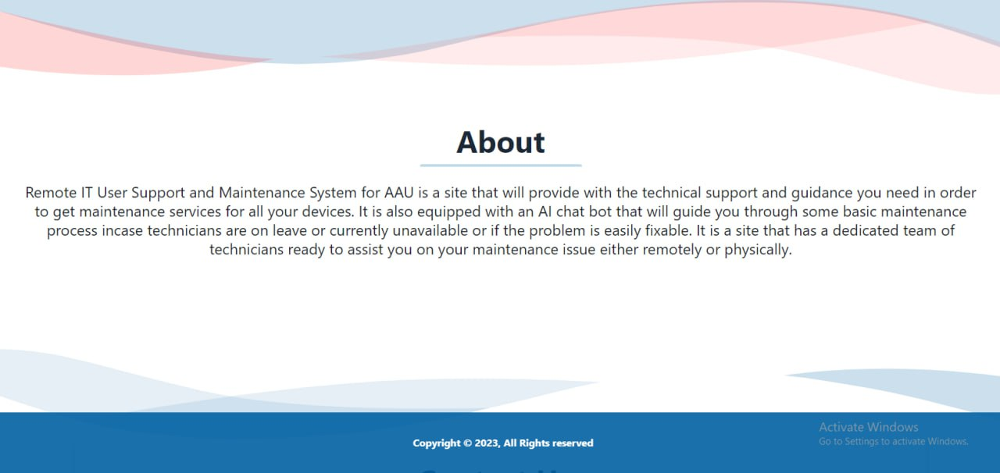 About
Remote IT User Support and Maintenance System for AAU is a site that will provide with the technical support and guidance you need in order
to get maintenance services for all your devices. It is also equipped with an AI chat bot that will guide you through some basic maintenance
process incase technicians are on leave or currently unavailable or if the problem is easily fixable. It is a site that has a dedicated team of
technicians ready to assist you on your maintenance issue either remotely or physically.
Activate Windows
Go to Settings to activate Windows.
Copyright © 2023, All Rights reserved